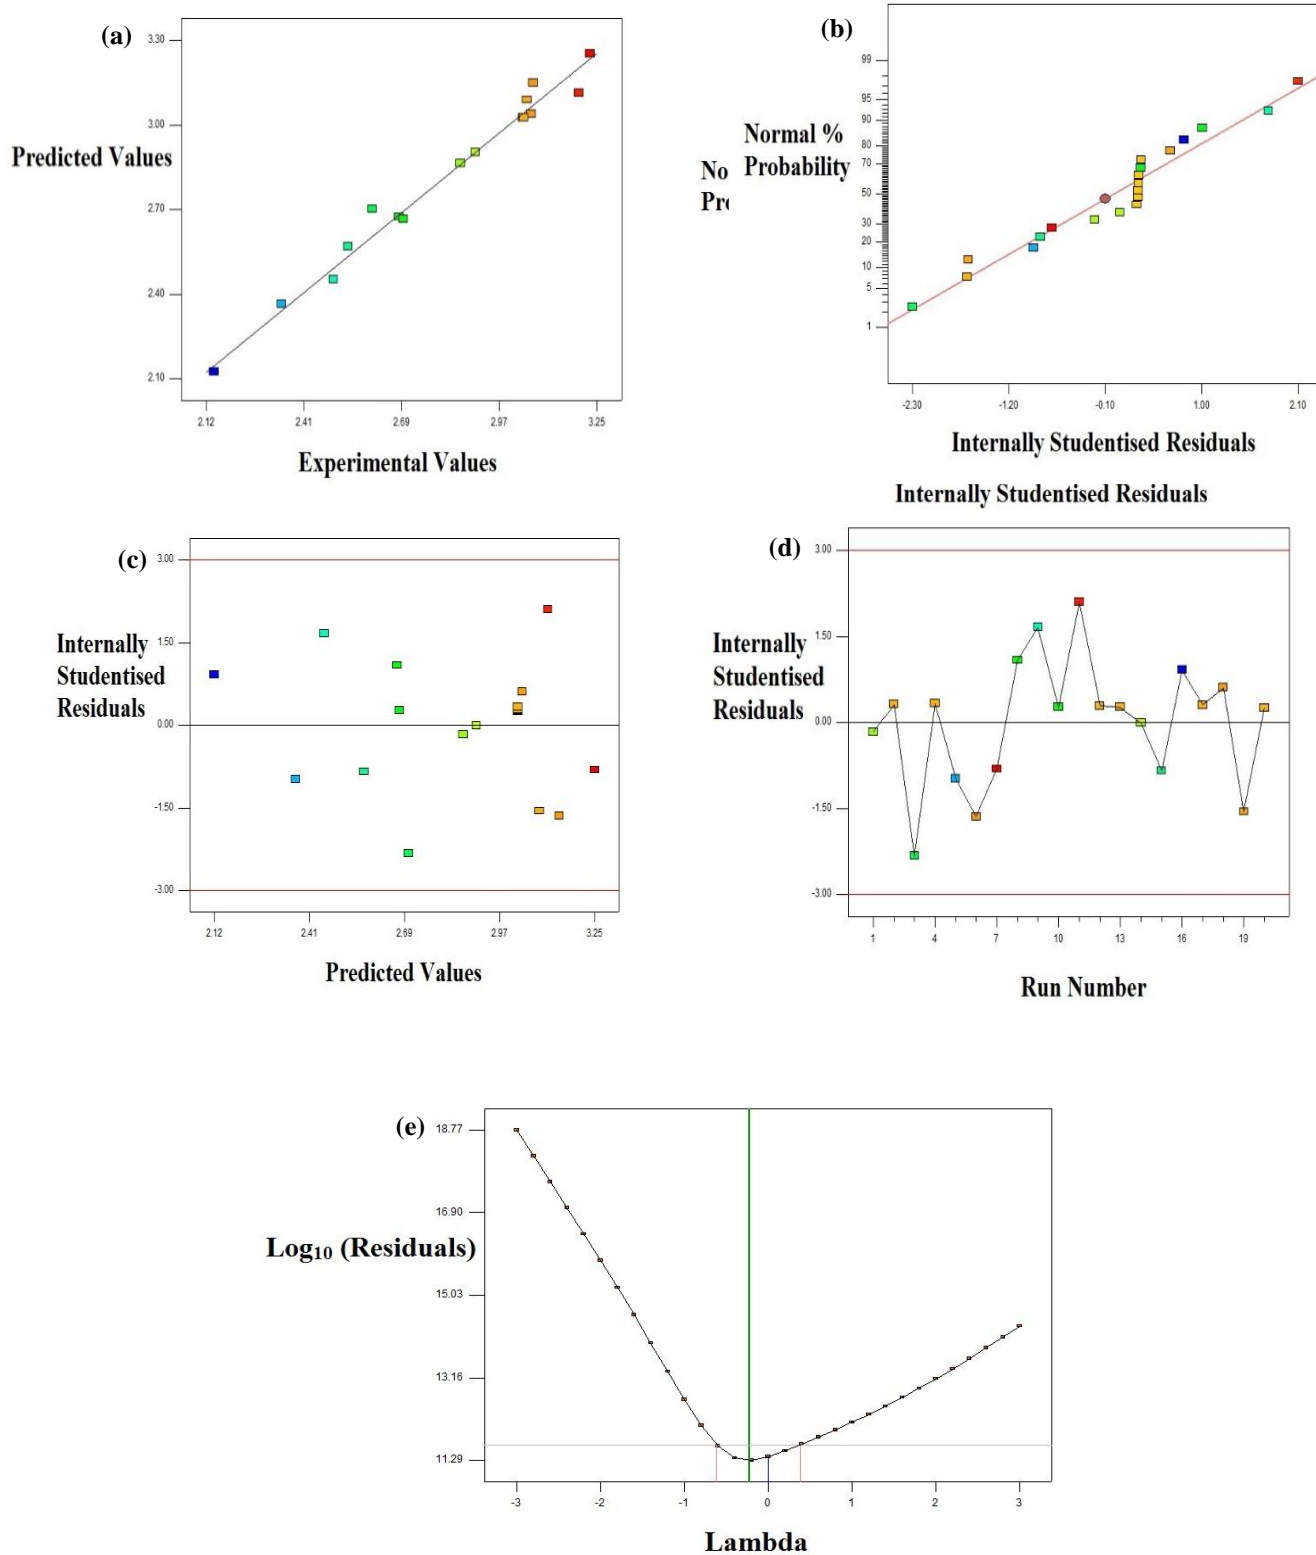 (a)
3.30
3.00
2.70
2.40
2.10
Predicted Values
2.12
2.41
2.69
2.97
3.25
Experimental Values
(b)
99
95
90
80
70
50
30
20
10
5
1
Normal %
Probability
No
Pr
-2.30
-1.20
-0.10
1.00
2.10
Internally Studentised Residuals
Internally Studentised Residuals
(c)
3.00
1.50
0.00
-1.50
-3.00
Internally
Studentised
Residuals
2.12
2.41
2.69
2.97
3.25
Predicted Values
(d)
3.00
1.50
0.00
-1.50
-3.00
Internally
Studentised
Residuals
1
4
7
10
13
16
19
Run Number
(e)
18.77
16.90
15.03
13.16
11.29
Log₁₀ (Residuals)
-3
-2
-1
0
1
2
3
Lambda